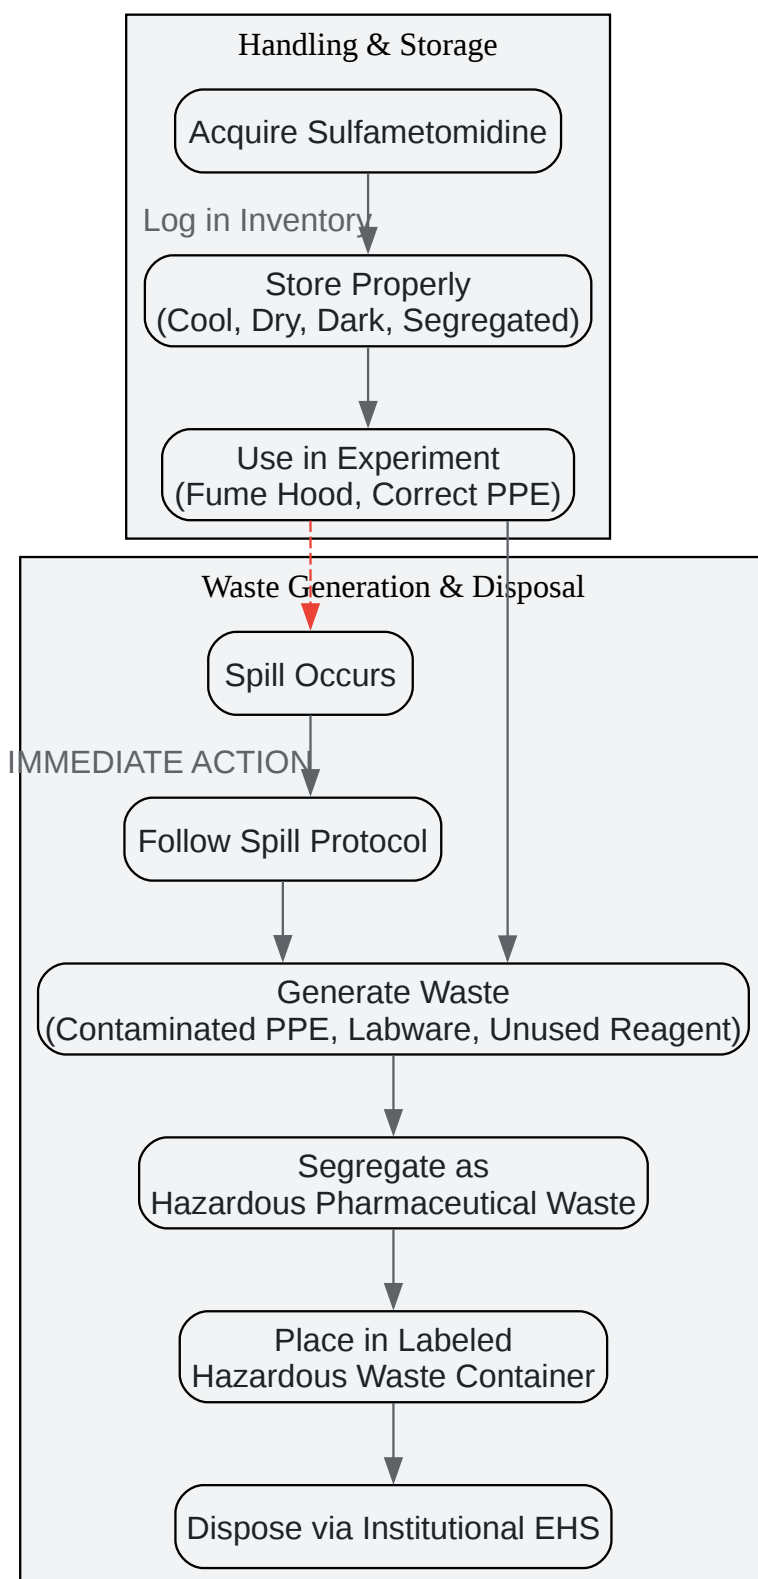 Handling & Storage
Acquire Sulfametomidine
Log in Inventory
Store Properly
(Cool, Dry, Dark, Segregated)
Use in Experiment
(Fume Hood, Correct PPE)
Waste Generation & Disposal
Spill Occurs
IMMEDIATE ACTION
Follow Spill Protocol
Generate Waste
(Contaminated PPE, Labware, Unused Reagent)
Segregate as
Hazardous Pharmaceutical Waste
Place in Labeled
Hazardous Waste Container
Dispose via Institutional EHS